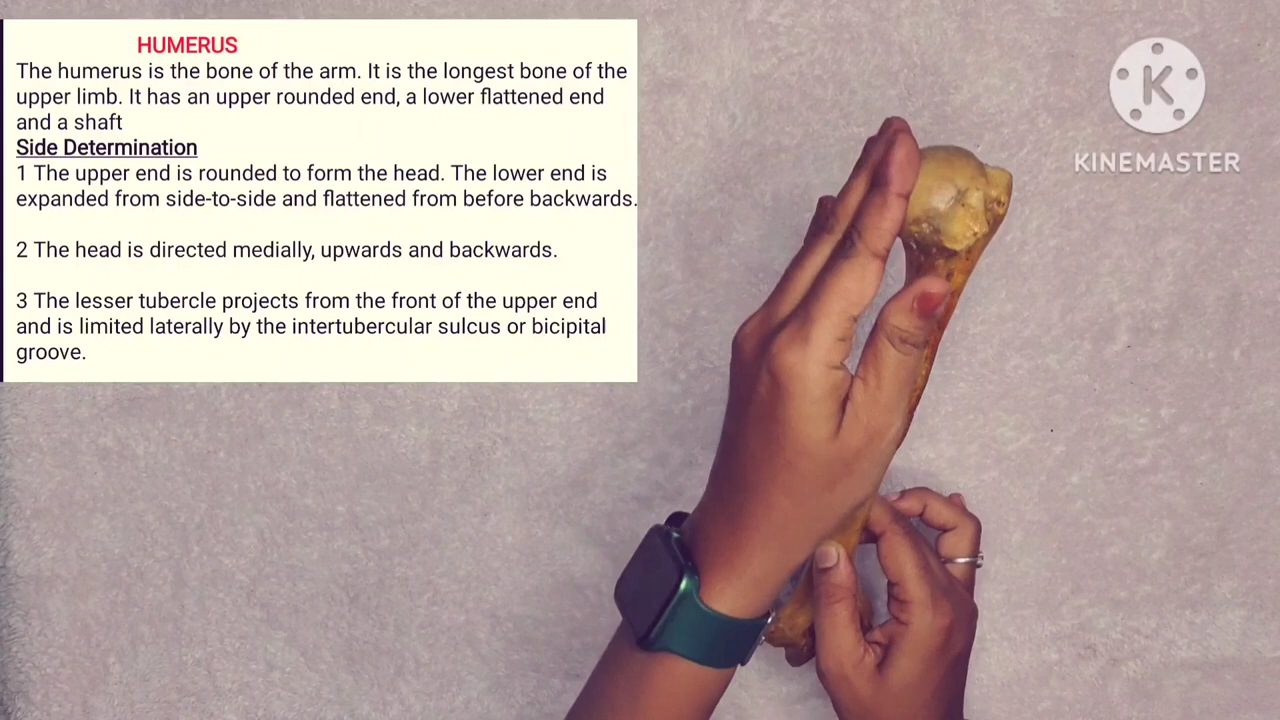 HUMERUS
The humerus is the bone of the arm. It is the longest bone of the
upper limb. It has an upper rounded end, a lower flattened end
and a shaft
Side Determination
1 The upper end is rounded to form the head. The lower end is
expanded from side-to-side and flattened from before backwards.
2 The head is directed medially, upwards and backwards.
3 The lesser tubercle projects from the front of the upper end
and is limited laterally by the intertubercular sulcus or bicipital
groove.
K
KINEMASTER